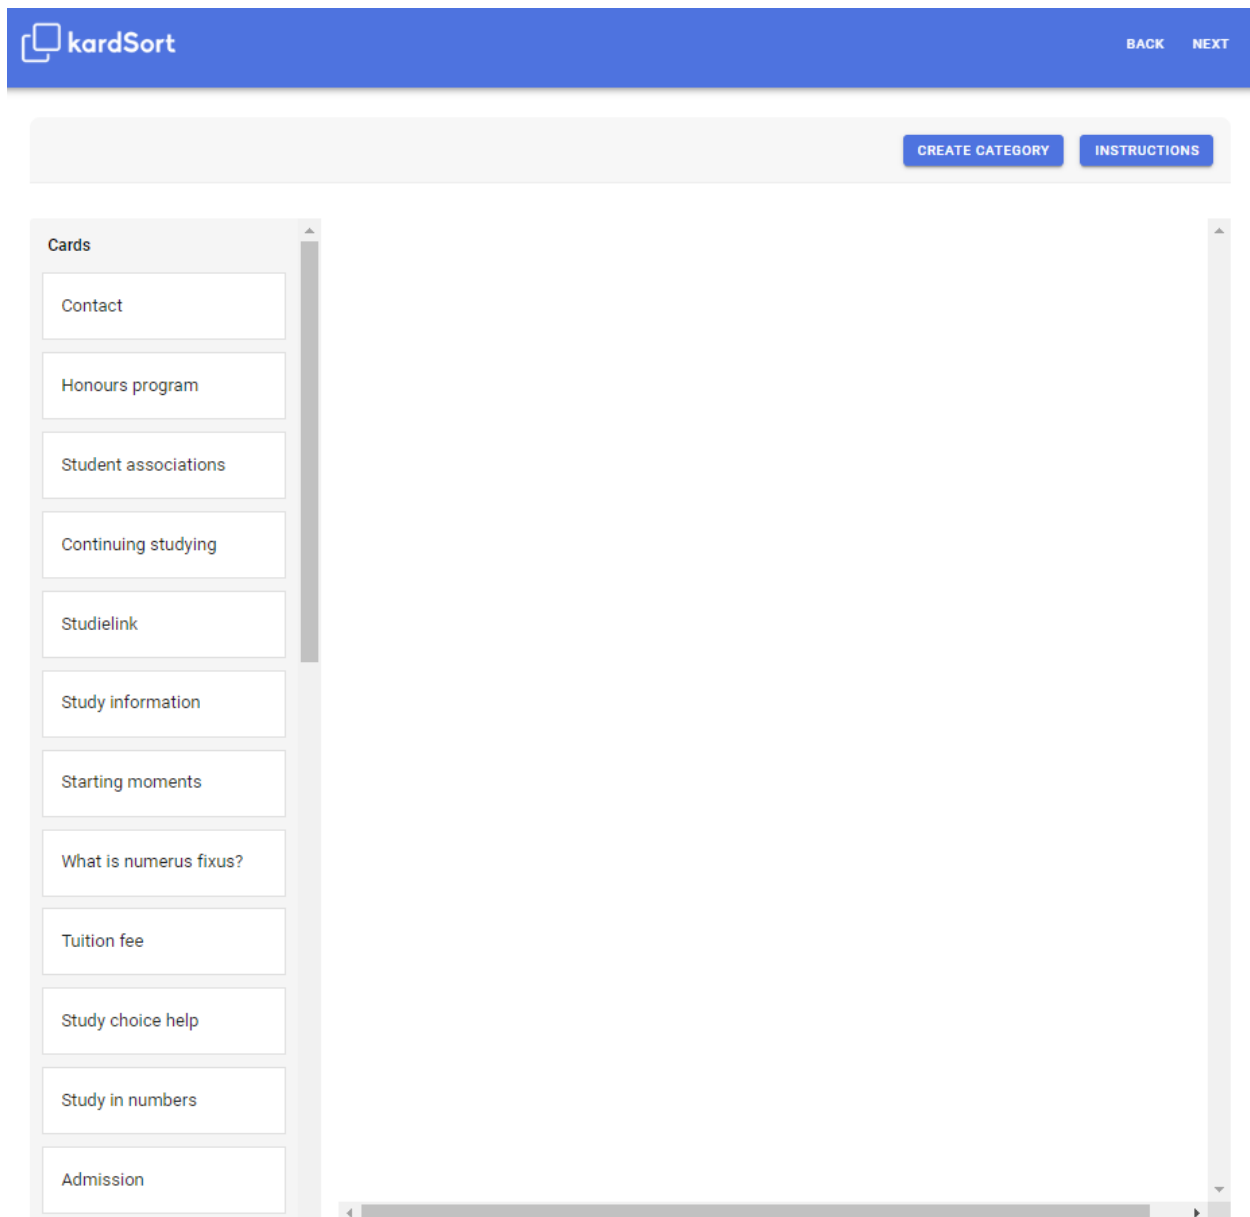 kardSort
BACK NEXT
CREATE CATEGORY INSTRUCTIONS
Cards
Contact
Honours program
Student associations
Continuing studying
Studielink
Study information
Starting moments
What is numerus fixus?
Tuition fee
Study choice help
Study in numbers
Admission